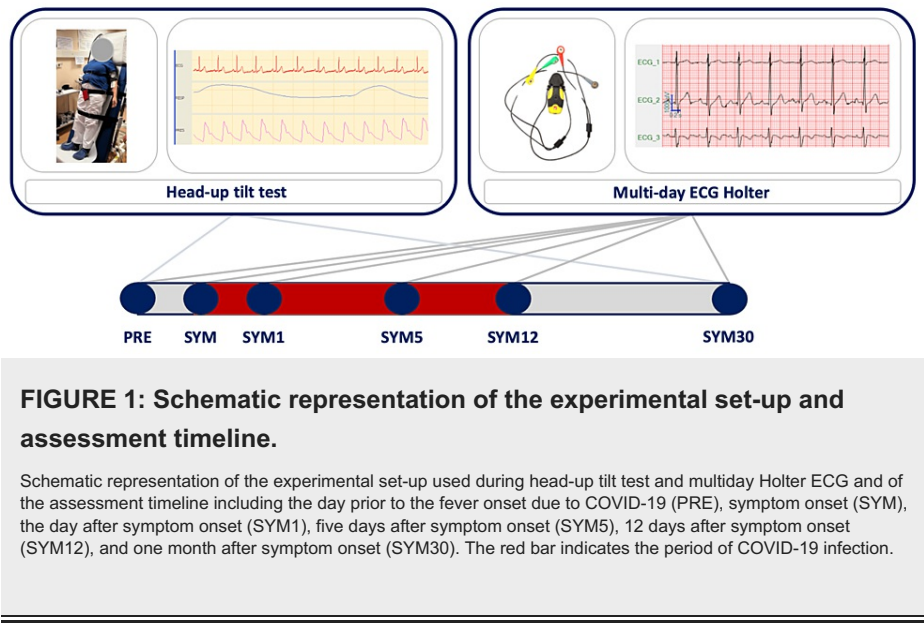 ECG
RESP
PRES
ECG_1
ECG_2
ECG_3
Head-up tilt test
Multi-day ECG Holter
PRE
SYM
SYM1
SYM5
SYM12
SYM30
FIGURE 1: Schematic representation of the experimental set-up and
assessment timeline.
Schematic representation of the experimental set-up used during head-up tilt test and multiday Holter ECG and of
the assessment timeline including the day prior to the fever onset due to COVID-19 (PRE), symptom onset (SYM),
the day after symptom onset (SYM1), five days after symptom onset (SYM5), 12 days after symptom onset
(SYM12), and one month after symptom onset (SYM30). The red bar indicates the period of COVID-19 infection.